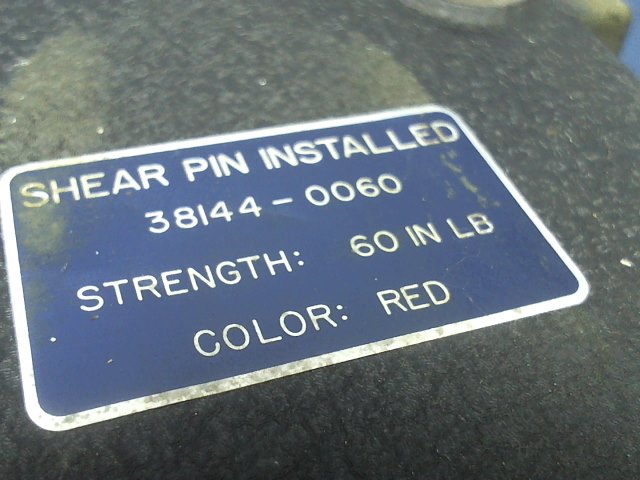 SHEAR PIN INSTALLED
38144-0060
STRENGTH: 60 IN LB
COLOR: RED